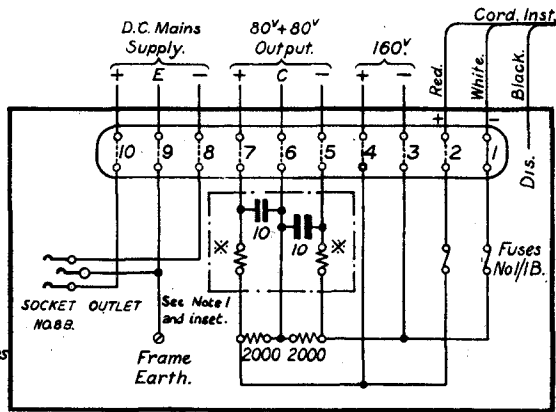 D.C. Mains Supply.
80V+80V Output.
160V.
Cord. Inst.
Red.
White.
Black.
+ E − + C − + −
+ −
10 9 8 7 6 5 4 3 2 1
Dis.
10
10
※ ※
Fuses No1/1B.
SOCKET OUTLET NO.8B.
See Note 1 and inset.
2000 2000
Frame Earth.
es